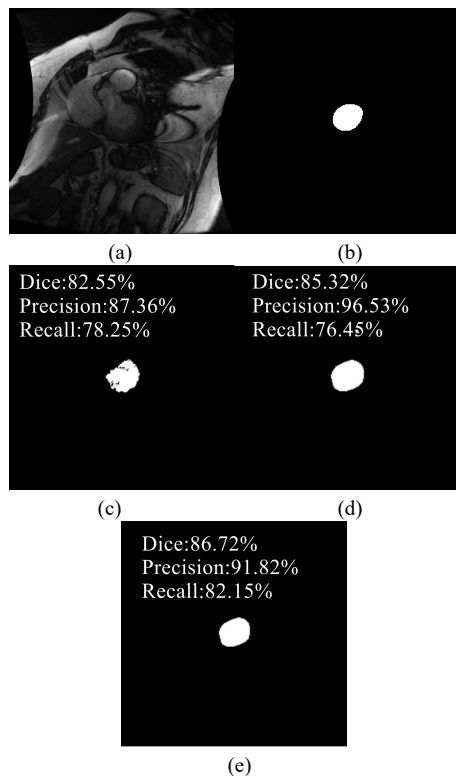 (a)
(b)
Dice:82.55%
Precision:87.36%
Recall:78.25%
Dice:85.32%
Precision:96.53%
Recall:76.45%
(c)
(d)
Dice:86.72%
Precision:91.82%
Recall:82.15%
(e)